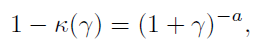 1 − κ(γ) = (1 + γ)^{−a},